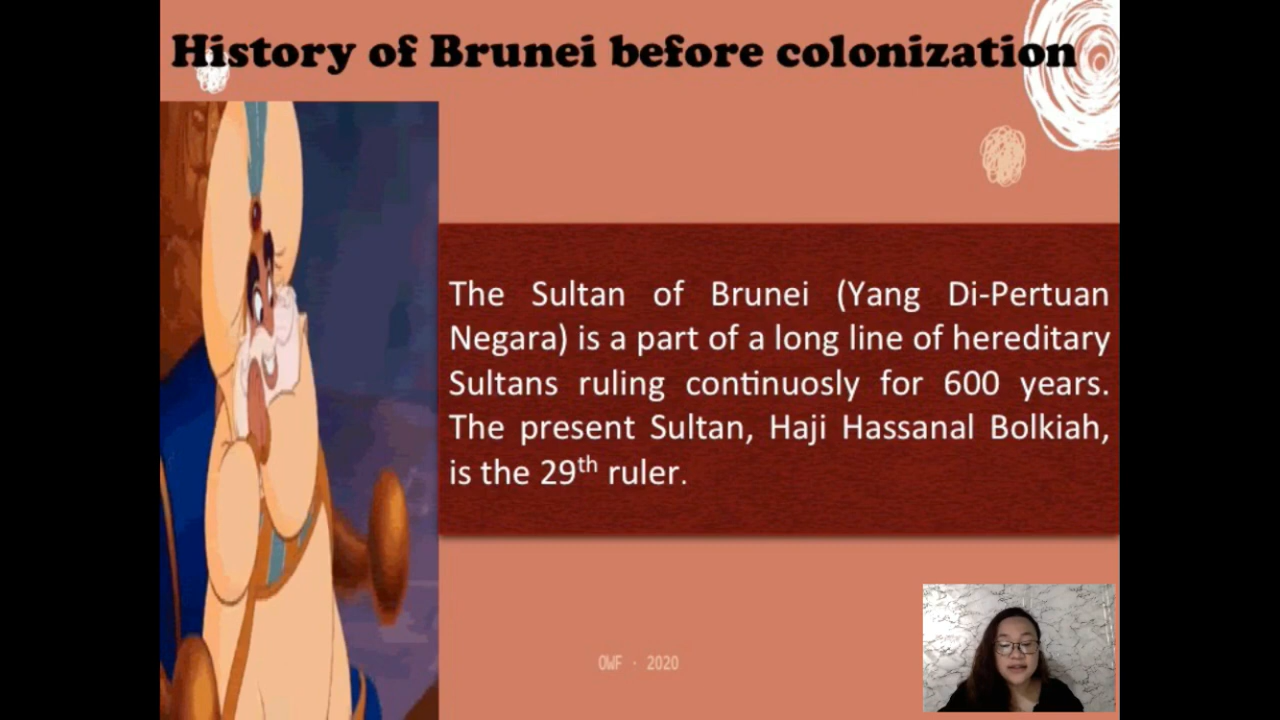 History of Brunei before colonization
The Sultan of Brunei (Yang Di-Pertuan
Negara) is a part of a long line of hereditary
Sultans ruling continuosly for 600 years.
The present Sultan, Haji Hassanal Bolkiah,
is the 29th ruler.
OWF · 2020